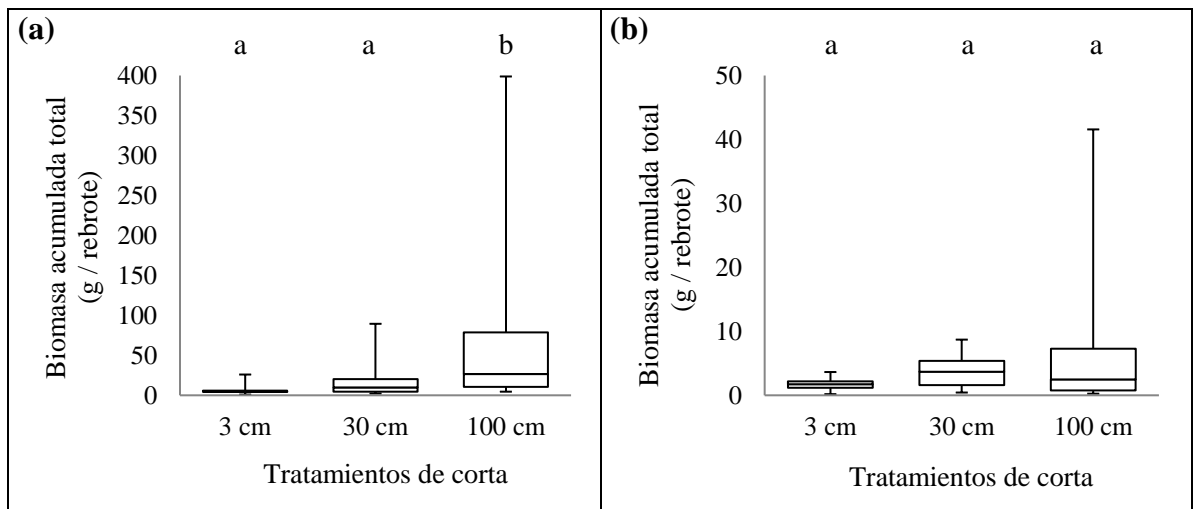 (a)
a a b
400
350
300
250
200
150
100
50
0
Biomasa acumulada total
(g / rebrote)
3 cm 30 cm 100 cm
Tratamientos de corta
(b)
a a a
50
40
30
20
10
0
Biomasa acumulada total
(g / rebrote)
3 cm 30 cm 100 cm
Tratamientos de corta